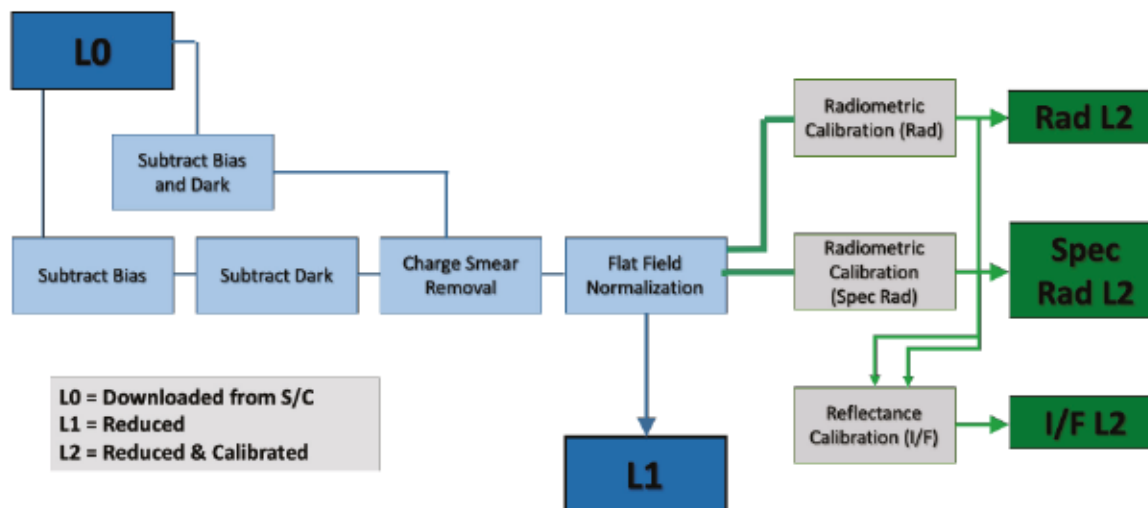 L0
Subtract Bias
and Dark
Subtract Bias
Subtract Dark
Charge Smear
Removal
Flat Field
Normalization
Radiometric
Calibration (Rad)
Rad L2
Radiometric
Calibration
(Spec Rad)
Spec
Rad L2
Reflectance
Calibration (I/F)
I/F L2
L1
L0 = Downloaded from S/C
L1 = Reduced
L2 = Reduced & Calibrated